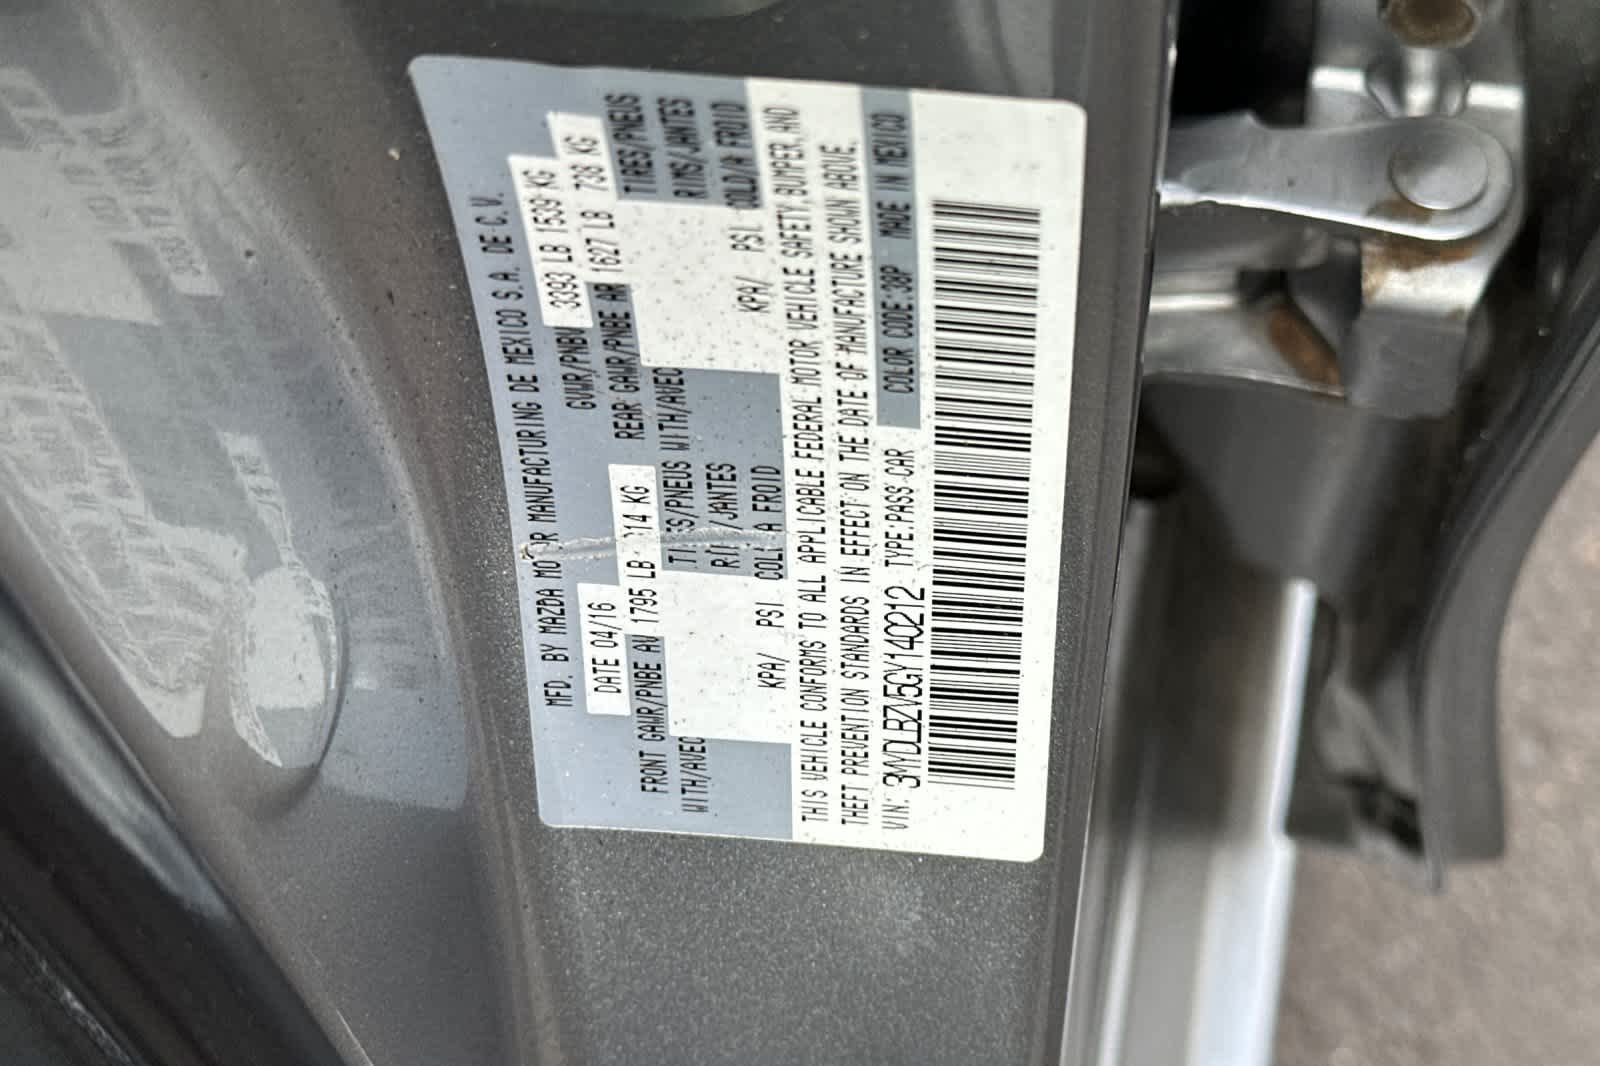 MFD. BY MAZDA MOTOR MANUFACTURING DE MEXICO S.A. DE C.V.
DATE 04/16 GVWR/PNBV 3393 LB 1539 KG
FRONT GAWR/PNBE AV 1795 LB KG REAR GAWR/PNBE AR 1627 LB 738 KG
WITH/AVEC TIRES/PNEUS WITH/AVEC TIRES/PNEUS
/JANTES RIMS/JANTES
KPA/ PSI COLD/A FROID KPA/ PSI COLD/A FROID
THIS VEHICLE CONFORMS TO ALL APPLICABLE FEDERAL MOTOR VEHICLE SAFETY, BUMPER, AND
THEFT PREVENTION STANDARDS IN EFFECT ON THE DATE OF MANUFACTURE SHOWN ABOVE.
VIN: 3MYDLBZV5GY140212 TYPE:PASS CAR COLOR CODE:38P MADE IN MEXICO